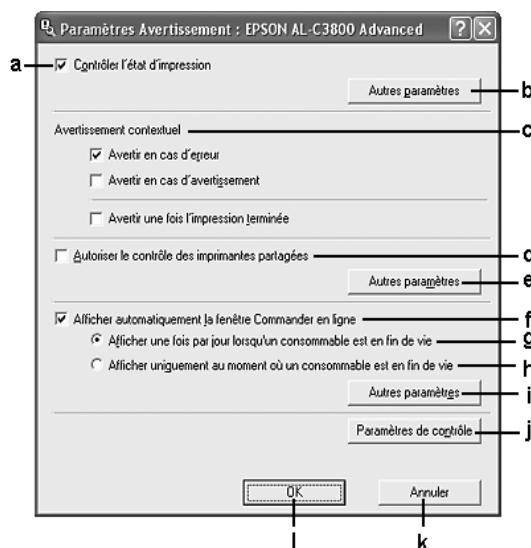 Paramètres Avertissement : EPSON AL-C3800 Advanced
a
Contrôler l'état d'impression
Autres paramètres
b
Avertissement contextuel
c
Avertir en cas d'erreur
Avertir en cas d'avertissement
Avertir une fois l'impression terminée
Autoriser le contrôle des imprimantes partagées
d
Autres paramètres
e
Afficher automatiquement la fenêtre Commander en ligne
f
Afficher une fois par jour lorsqu'un consommable est en fin de vie
g
Afficher uniquement au moment où un consommable est en fin de vie
h
Autres paramètres
i
Paramètres de contrôle
j
OK
Annuler
l
k